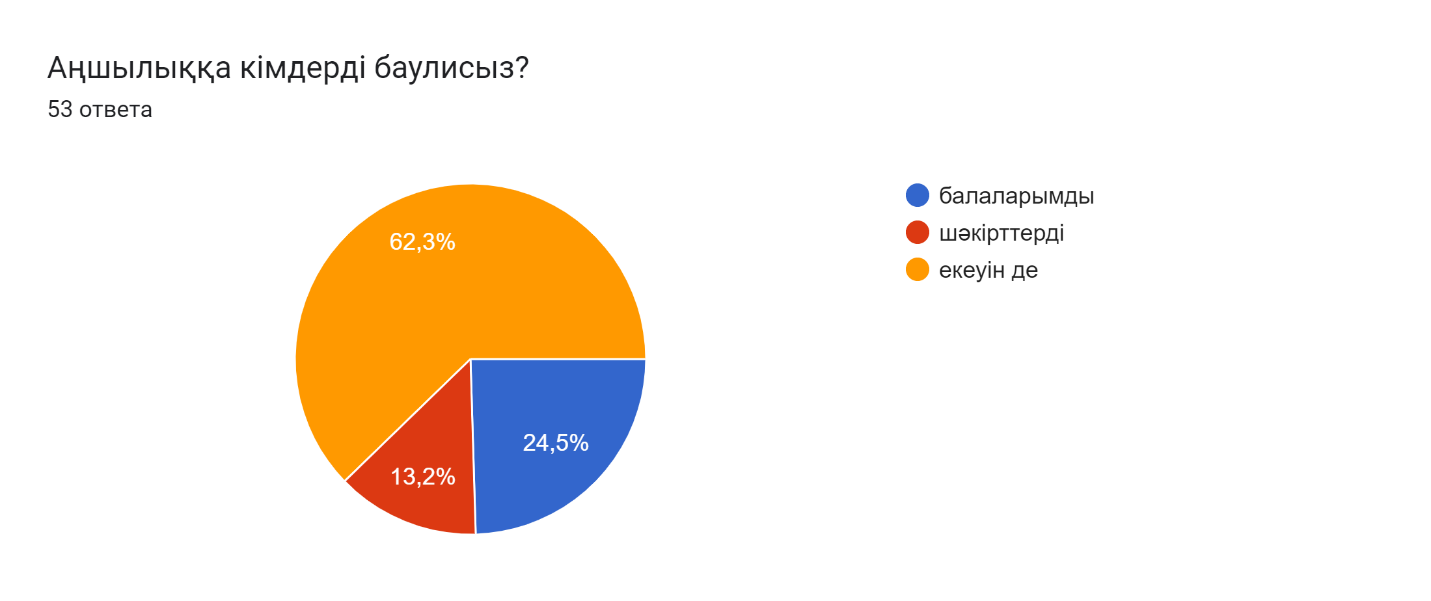 Аңшылыққа кімдерді баулисыз?
53 ответа
62,3%
24,5%
13,2%
балаларымды
шәкірттерді
екеуін де